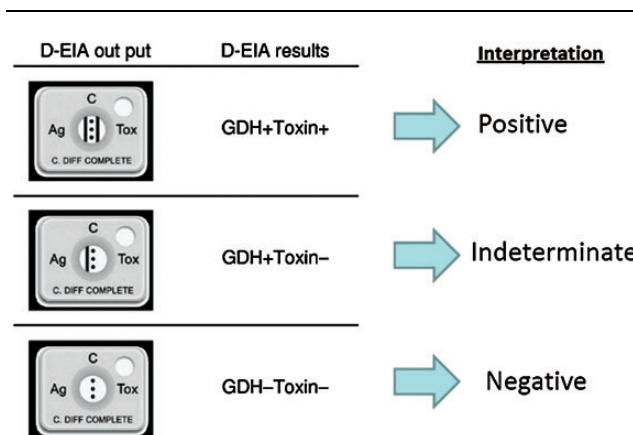 D-EIA out put D-EIA results Interpretation
C
Ag Tox
C. DIFF COMPLETE
GDH+Toxin+ Positive
C
Ag Tox
C. DIFF COMPLETE
GDH+Toxin– Indeterminate
C
Ag Tox
C. DIFF COMPLETE
GDH–Toxin– Negative